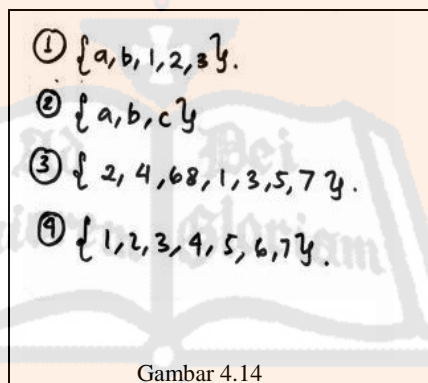 ① {a, b, 1, 2, 3}.
② {a, b, c}
③ { 2, 4, 68, 1, 3, 5, 7 }.
④ { 1, 2, 3, 4, 5, 6, 7}.
Gambar 4.14